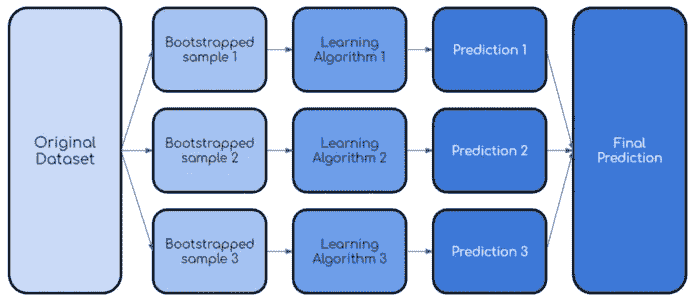 Original
Dataset
Bootstrapped
sample 1
Learning
Algorithm 1
Prediction 1
Bootstrapped
sample 2
Learning
Algorithm 2
Prediction 2
Bootstrapped
sample 3
Learning
Algorithm 3
Prediction 3
Final
Prediction